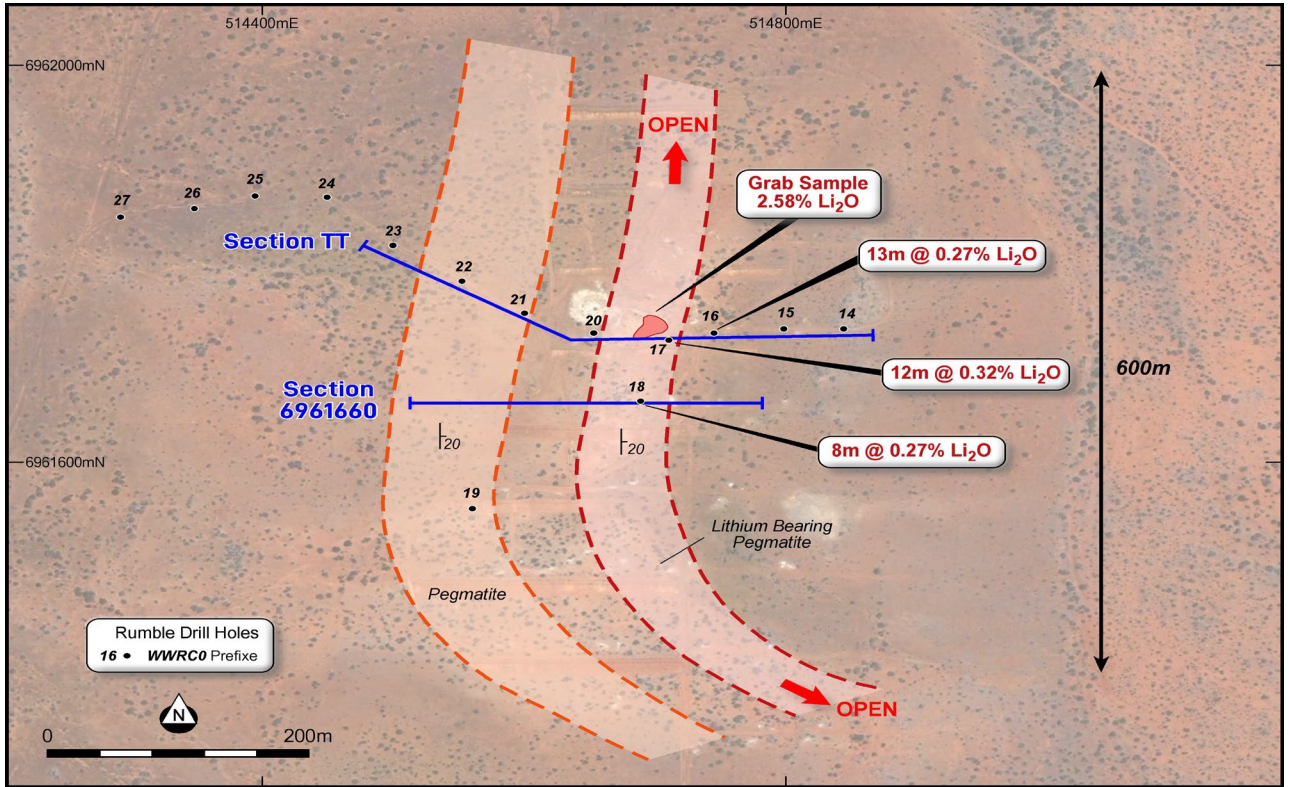 514400mE
514800mE
6962000mN
OPEN
Grab Sample
2.58% Li₂O
25
24
26
27
23
Section TT
13m @ 0.27% Li₂O
22
21
20
16
15
14
17
600m
12m @ 0.32% Li₂O
Section
6961660
18
20
20
8m @ 0.27% Li₂O
6961600mN
19
Lithium Bearing
Pegmatite
Pegmatite
Rumble Drill Holes
16 • WWRC0 Prefixe
OPEN
N
0
200m